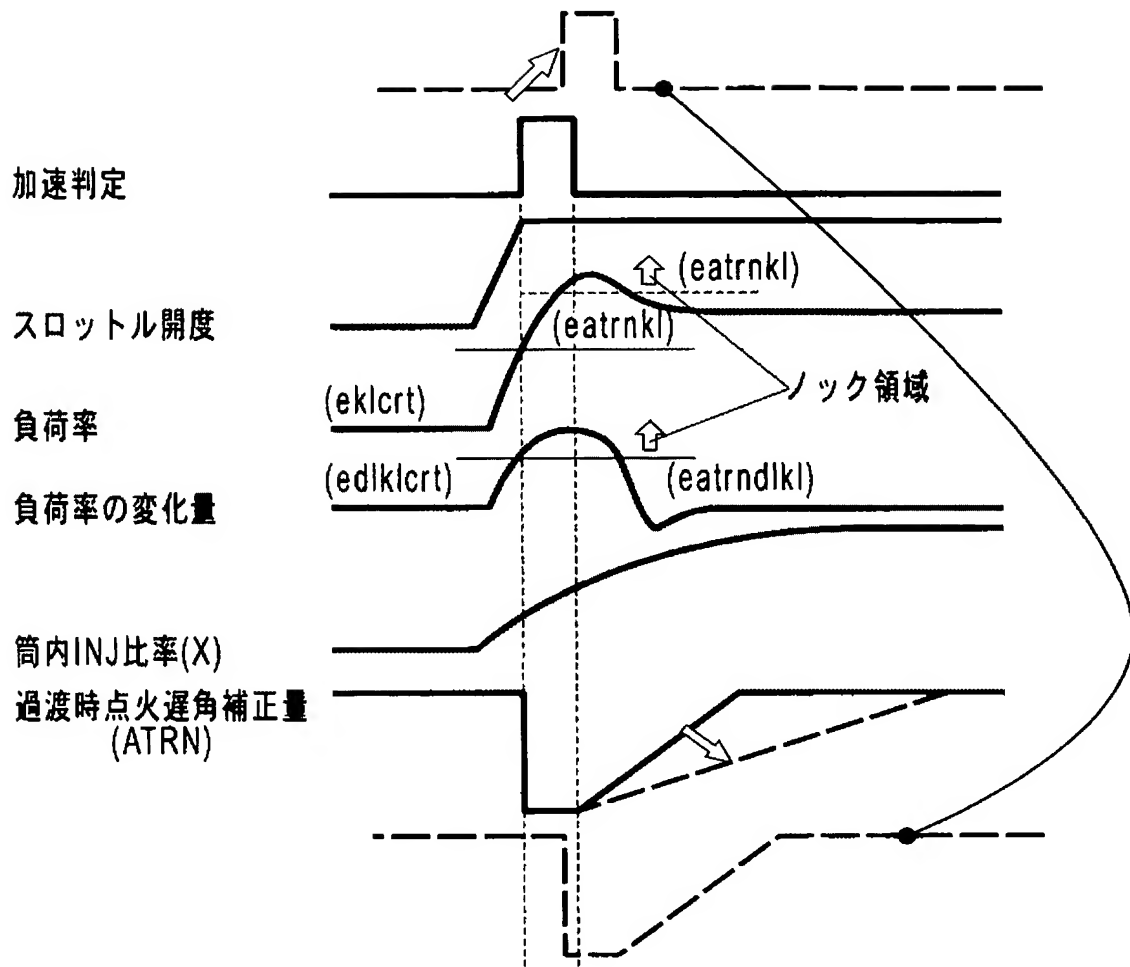 加速判定
(eatrnkl)
スロットル開度
(eatrnkl)
ノック領域
(eklcrt)
負荷率
(edlklcrt)
(eatrndlkl)
負荷率の変化量
筒内INJ比率(X)
過渡時点火遅角補正量
(ATRN)